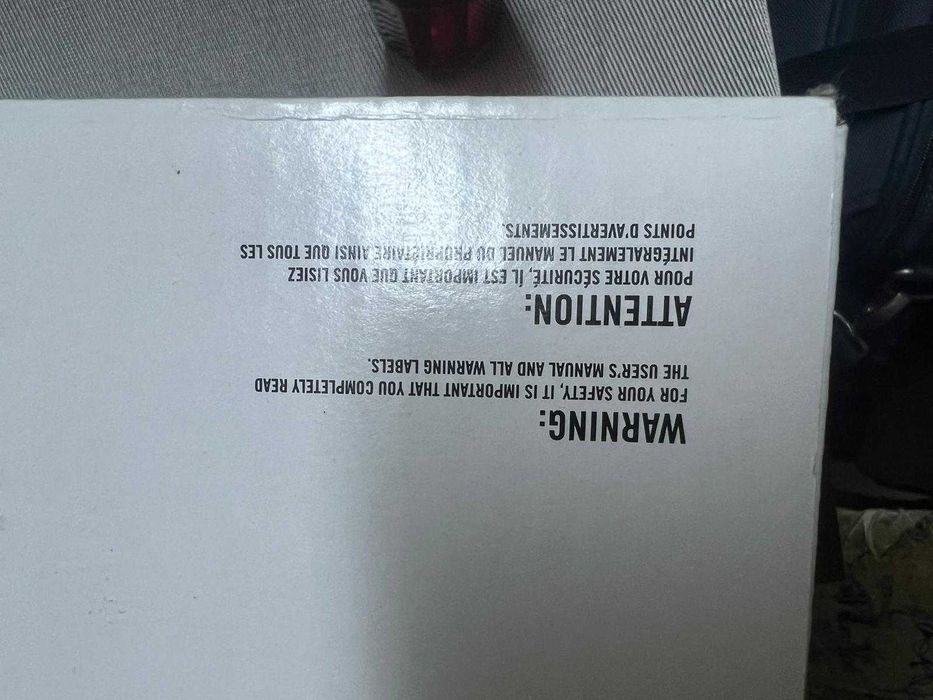 WARNING:
FOR YOUR SAFETY, IT IS IMPORTANT THAT YOU COMPLETELY READ
THE USER'S MANUAL AND ALL WARNING LABELS.
ATTENTION:
POUR VOTRE SÉCURITÉ, ÍL EST IMPORTANT QUE VOUS LISIEZ
INTÉGRALEMENT LE MANUEL DU PROPRIÉTAIRE AINSI QUE TOUS LES
POINTS D'AVERTISSEMENTS.